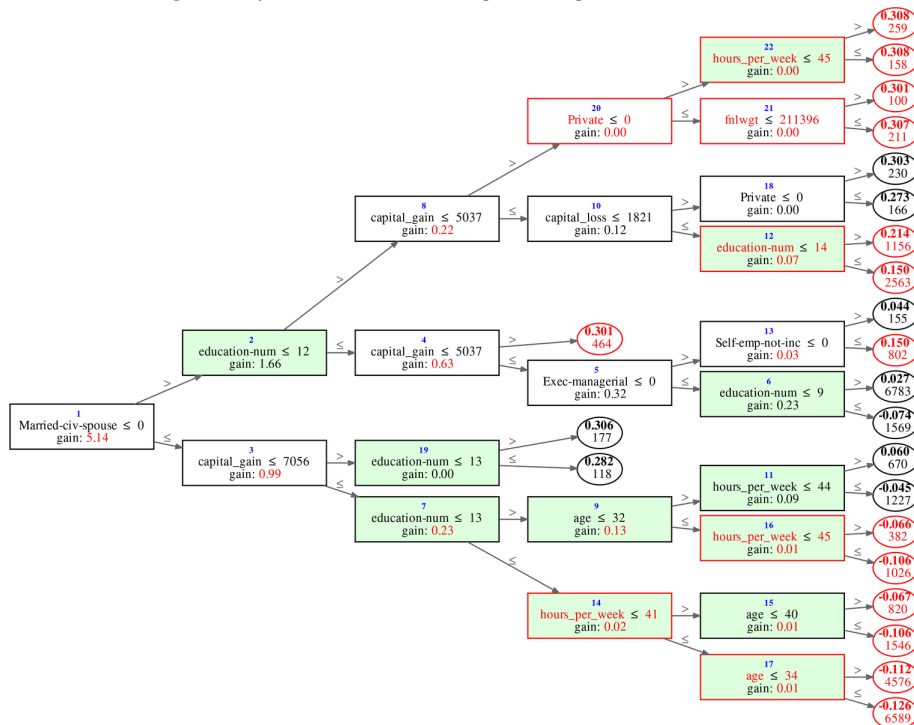 0.308
259
22
hours_per_week ≤ 45
gain: 0.00
>
≤
0.308
158
20
Private ≤ 0
gain: 0.00
>
≤
21
fnlwgt ≤ 211396
gain: 0.00
>
≤
0.301
100
0.307
211
8
capital_gain ≤ 5037
gain: 0.22
>
≤
10
capital_loss ≤ 1821
gain: 0.12
>
≤
18
Private ≤ 0
gain: 0.00
>
≤
0.303
230
0.273
166
12
education-num ≤ 14
gain: 0.07
>
≤
0.214
1156
0.150
2563
2
education-num ≤ 12
gain: 1.66
>
≤
4
capital_gain ≤ 5037
gain: 0.63
>
≤
0.301
464
5
Exec-managerial ≤ 0
gain: 0.32
>
≤
13
Self-emp-not-inc ≤ 0
gain: 0.03
>
≤
0.044
155
0.150
802
6
education-num ≤ 9
gain: 0.23
>
≤
0.027
6783
-0.074
1569
1
Married-civ-spouse ≤ 0
gain: 5.14
>
≤
3
capital_gain ≤ 7056
gain: 0.99
>
≤
19
education-num ≤ 13
gain: 0.00
>
≤
0.306
177
0.282
118
7
education-num ≤ 13
gain: 0.23
>
≤
9
age ≤ 32
gain: 0.13
>
≤
11
hours_per_week ≤ 44
gain: 0.09
>
≤
0.060
670
-0.045
1227
16
hours_per_week ≤ 45
gain: 0.01
>
≤
-0.066
382
-0.106
1026
14
hours_per_week ≤ 41
gain: 0.02
>
≤
15
age ≤ 40
gain: 0.01
>
≤
-0.067
820
-0.106
1546
17
age ≤ 34
gain: 0.01
>
≤
-0.112
4576
-0.126
6589